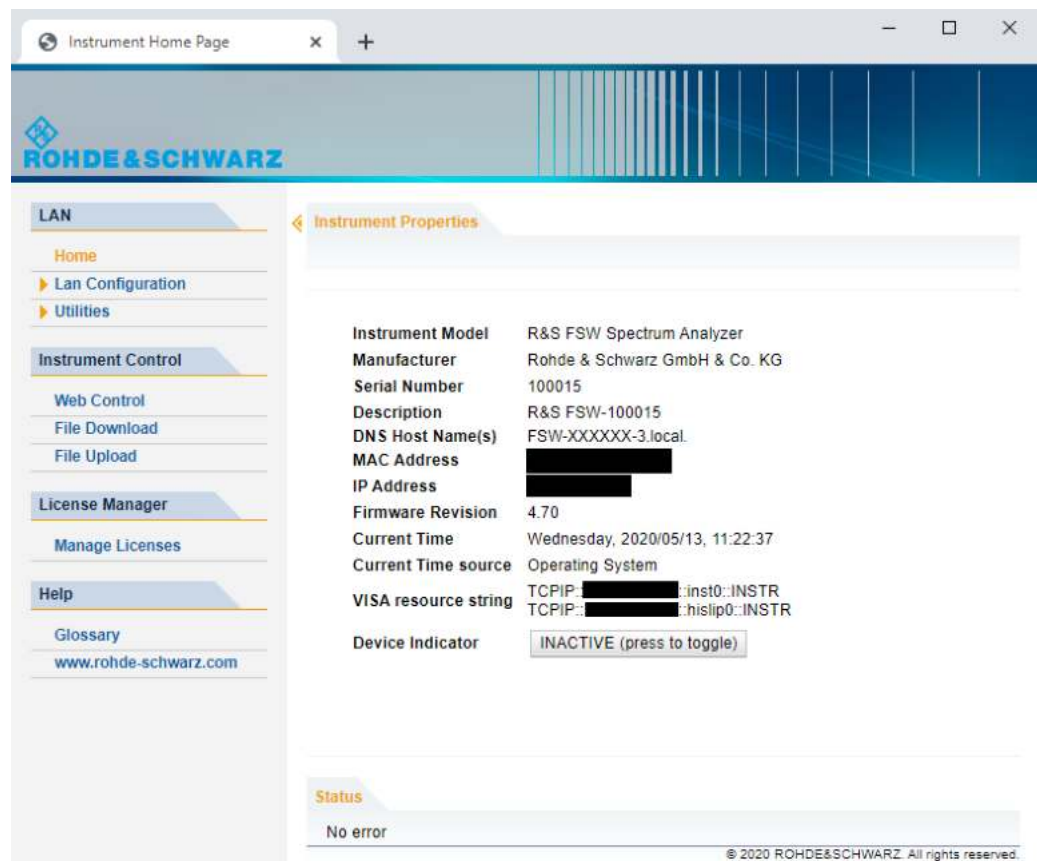 Instrument Home Page
ROHDE&SCHWARZ
LAN
Home
Lan Configuration
Utilities
Instrument Control
Web Control
File Download
File Upload
License Manager
Manage Licenses
Help
Glossary
www.rohde-schwarz.com
Instrument Properties
Instrument Model R&S FSW Spectrum Analyzer
Manufacturer Rohde & Schwarz GmbH & Co. KG
Serial Number 100015
Description R&S FSW-100015
DNS Host Name(s) FSW-XXXXXX-3.local.
MAC Address
IP Address
Firmware Revision 4.70
Current Time Wednesday, 2020/05/13, 11:22:37
Current Time source Operating System
VISA resource string TCPIP:: ::inst0::INSTR
TCPIP:: ::hislip0::INSTR
Device Indicator INACTIVE (press to toggle)
Status
No error
© 2020 ROHDE&SCHWARZ. All rights reserved.